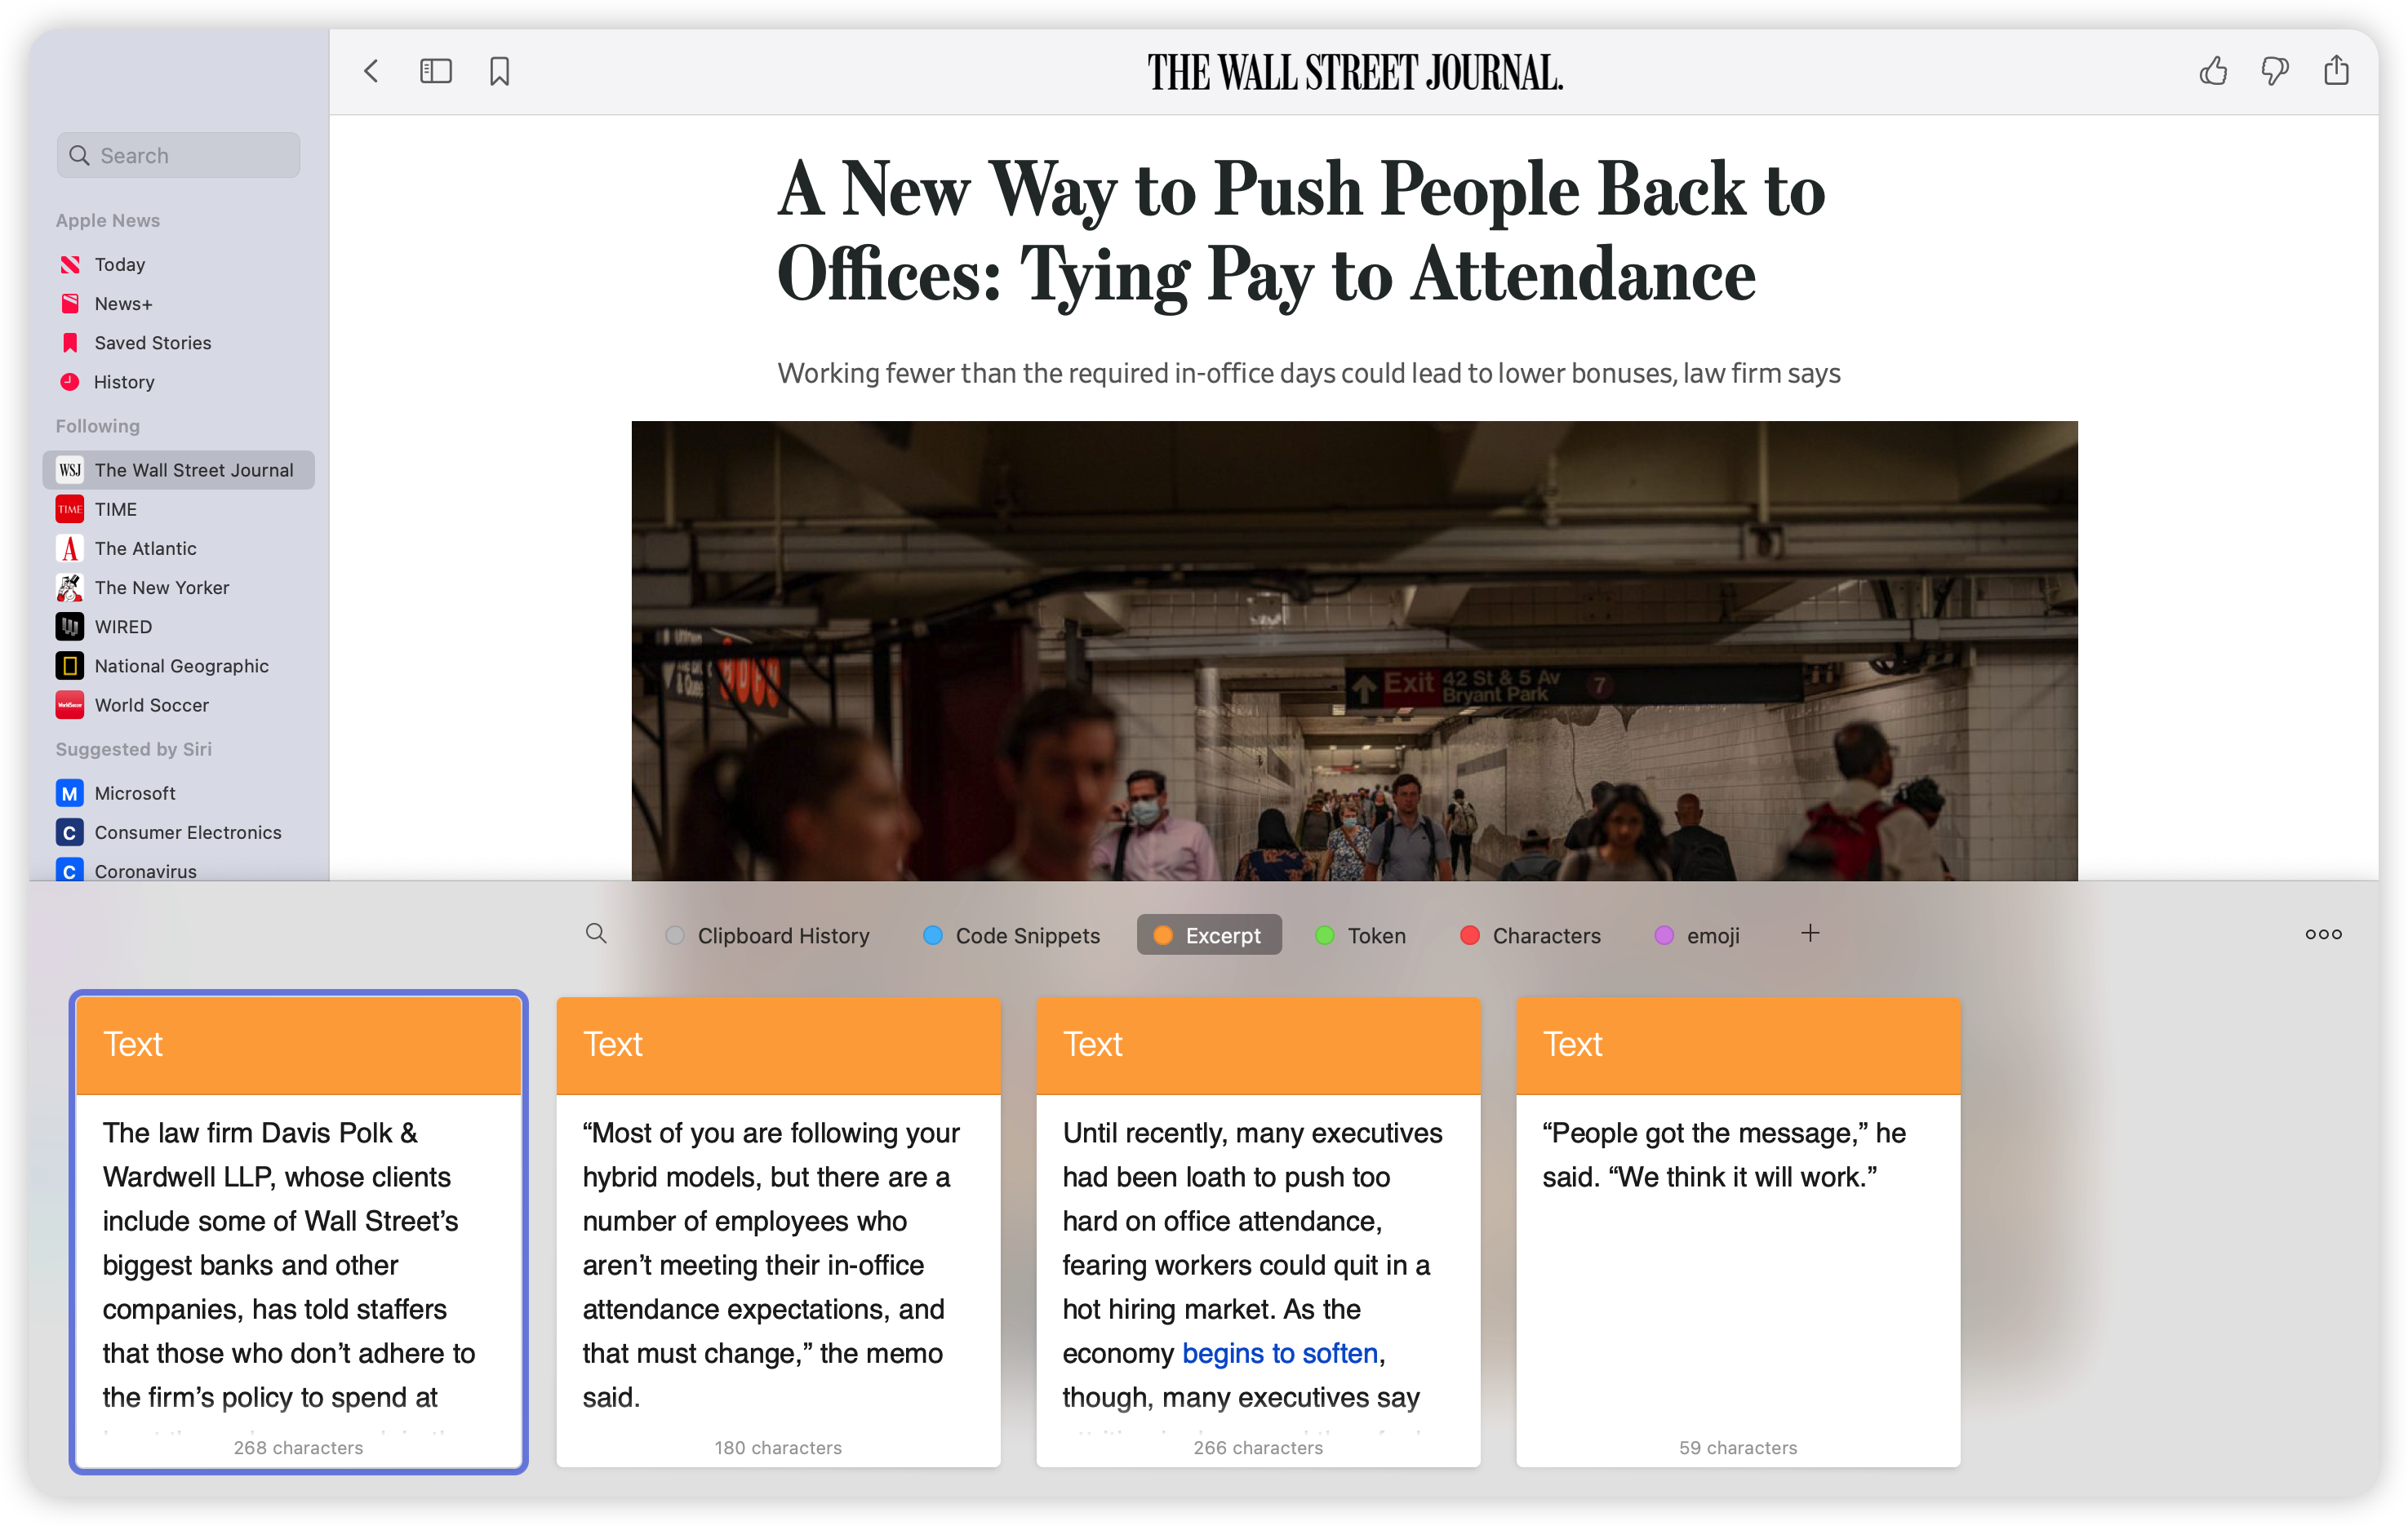 THE WALL STREET JOURNAL.
Search
Apple News
Today
News+
Saved Stories
History
Following
WSJ The Wall Street Journal
TIME TIME
A The Atlantic
The New Yorker
WIRED
National Geographic
WorldSoccer World Soccer
Suggested by Siri
M Microsoft
C Consumer Electronics
C Coronavirus
A New Way to Push People Back to
Offices: Tying Pay to Attendance
Working fewer than the required in-office days could lead to lower bonuses, law firm says
Exit 42 St & 5 Av 7
Bryant Park
Clipboard History Code Snippets Excerpt Token Characters emoji
Text
The law firm Davis Polk &
Wardwell LLP, whose clients
include some of Wall Street’s
biggest banks and other
companies, has told staffers
that those who don’t adhere to
the firm’s policy to spend at
268 characters
Text
“Most of you are following your
hybrid models, but there are a
number of employees who
aren’t meeting their in-office
attendance expectations, and
that must change,” the memo
said.
180 characters
Text
Until recently, many executives
had been loath to push too
hard on office attendance,
fearing workers could quit in a
hot hiring market. As the
economy begins to soften,
though, many executives say
266 characters
Text
“People got the message,” he
said. “We think it will work.”
59 characters